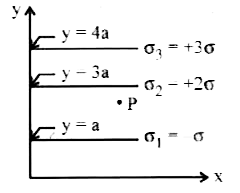 y
y = 4a σ₃ = +3σ
y − 3a σ₂ − +2σ
P
y = a σ₁ = σ
x